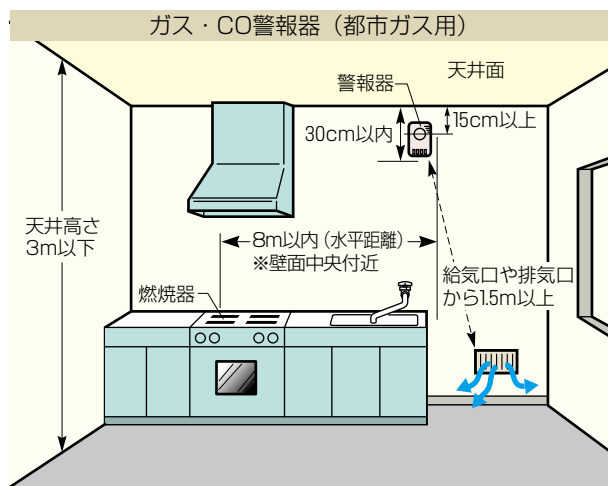 ガス・CO警報器（都市ガス用）
天井面
警報器
15cm以上
30cm以内
天井高さ
3m以下
8m以内（水平距離）
※壁面中央付近
給気口や排気口
から1.5m以上
燃焼器